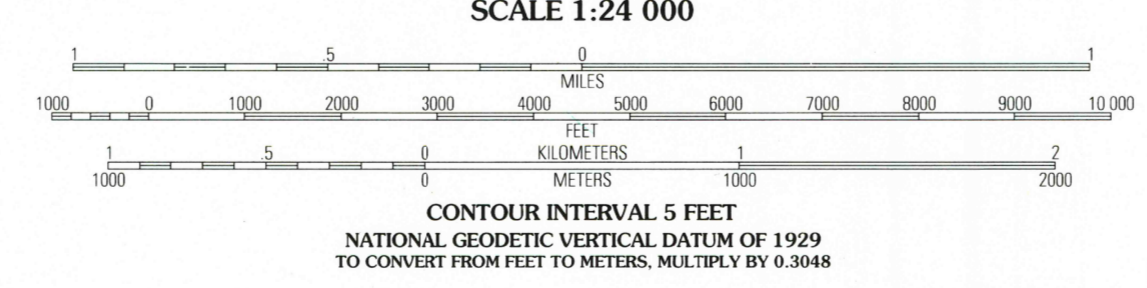 SCALE 1:24 000
1 .5 0 1
MILES
1000 0 1000 2000 3000 4000 5000 6000 7000 8000 9000 10 000
FEET
1 .5 0 KILOMETERS 1 2
1000 0 METERS 1000 2000
CONTOUR INTERVAL 5 FEET
NATIONAL GEODETIC VERTICAL DATUM OF 1929
TO CONVERT FROM FEET TO METERS, MULTIPLY BY 0.3048